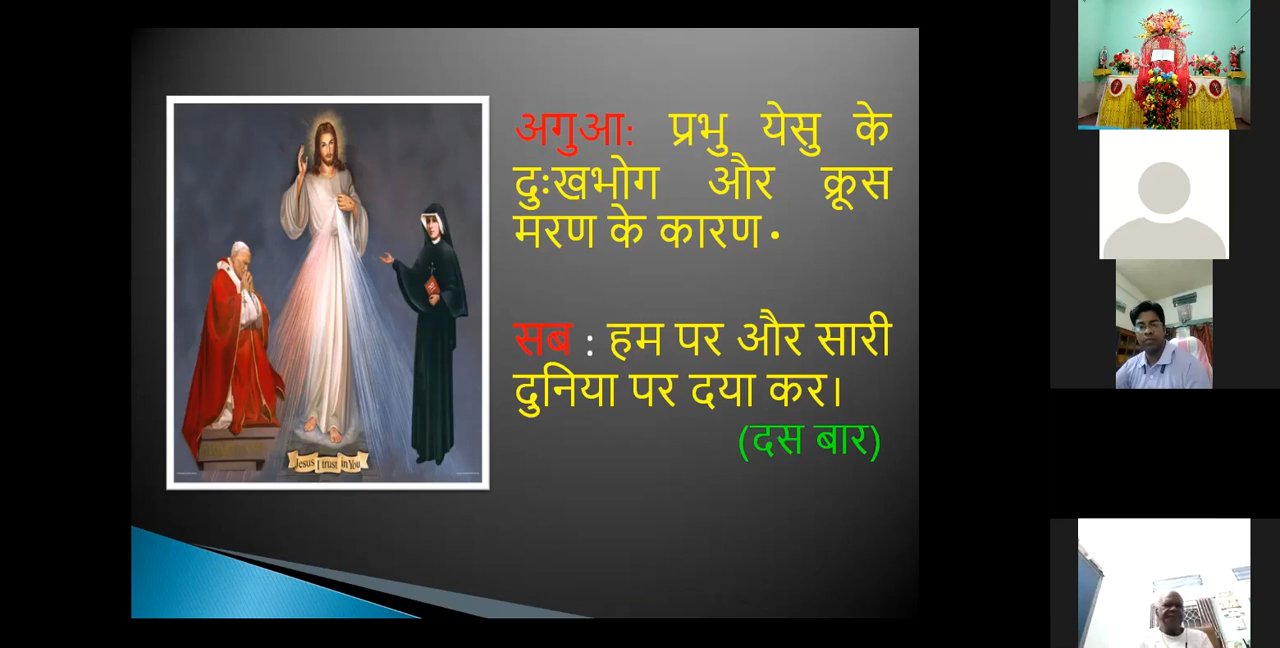 अगुआ: प्रभु येसु के
दुःखभोग और क्रूस
मरण के कारण·
सब : हम पर और सारी
दुनिया पर दया कर।
(दस बार)
Jesus I trust in You